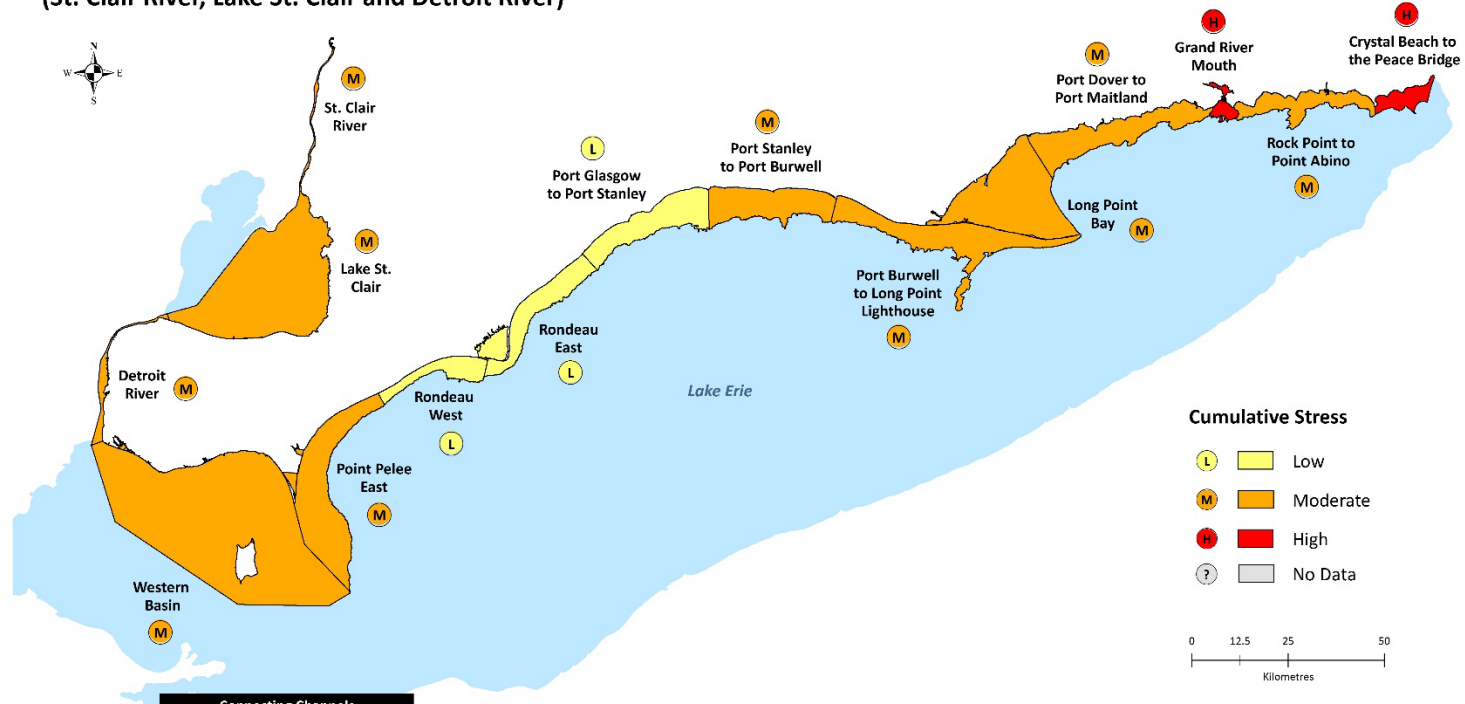 (St. Clair River, Lake St. Clair and Detroit River)
N
W
E
S
M
St. Clair
River
M
Lake St.
Clair
Detroit
River
M
Western
Basin
M
Point Pelee
East
M
Rondeau
West
L
Rondeau
East
L
L
Port Glasgow
to Port Stanley
M
Port Stanley
to Port Burwell
Port Burwell
to Long Point
Lighthouse
M
Long Point
Bay
M
M
Port Dover to
Port Maitland
H
Grand River
Mouth
Rock Point to
Point Abino
M
H
Crystal Beach to
the Peace Bridge
Lake Erie
Cumulative Stress
L Low
M Moderate
H High
? No Data
0 12.5 25 50
Kilometres
Connecting Channels